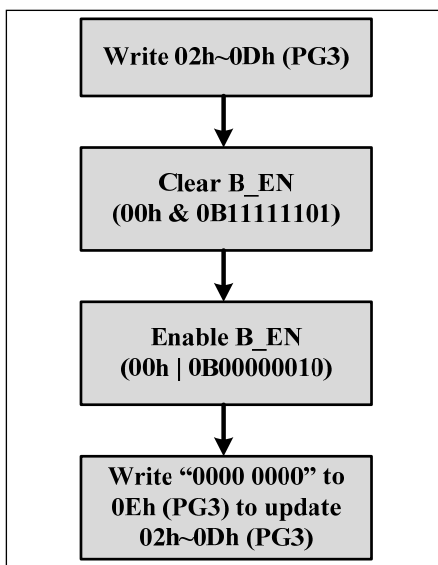 Write 02h~0Dh (PG3)
Clear B_EN
(00h & 0B11111101)
Enable B_EN
(00h | 0B00000010)
Write “0000 0000” to
0Eh (PG3) to update
02h~0Dh (PG3)